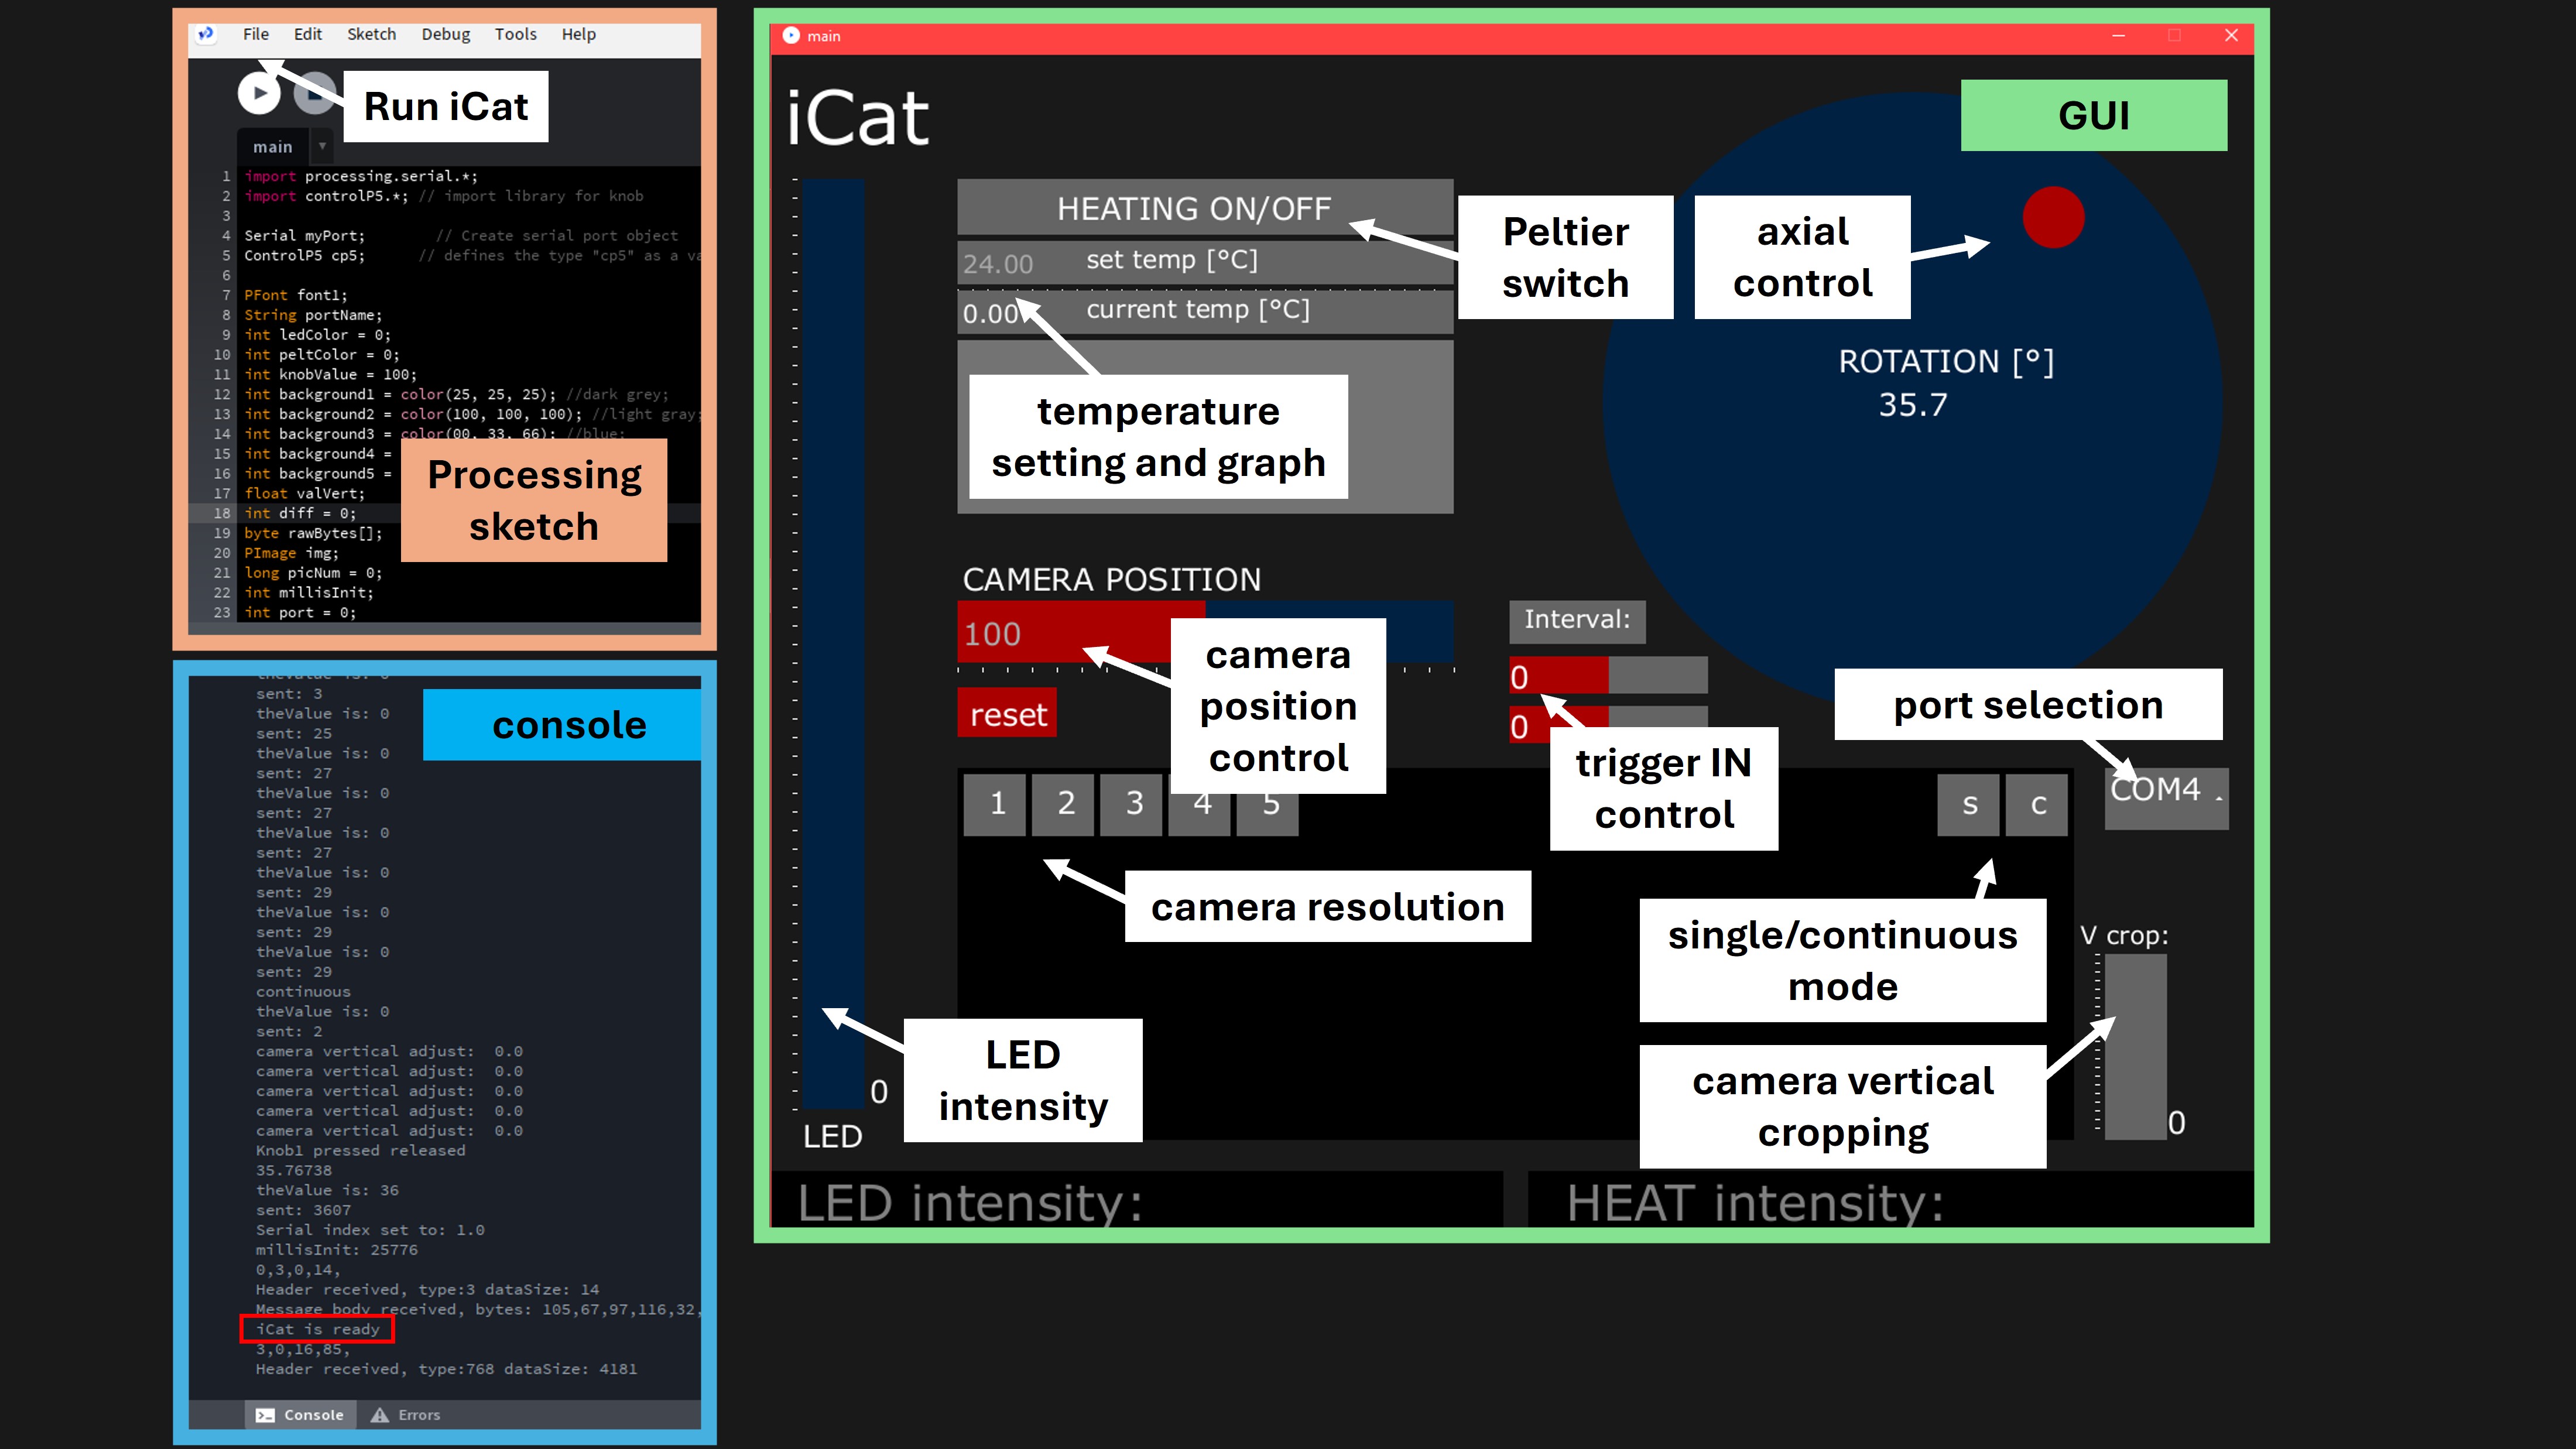 File Edit Sketch Debug Tools Help
Run iCat
main
1 import processing.serial.*;
2 import controlP5.*; // import library for knob
3
4 Serial myPort; // Create serial port object
5 ControlP5 cp5; // defines the type "cp5" as a va
6
7 PFont font1;
8 String portName;
9 int ledColor = 0;
10 int peltColor = 0;
11 int knobValue = 100;
12 int background1 = color(25, 25, 25); //dark grey;
13 int background2 = color(100, 100, 100); //light gray;
14 int background3 = color(00, 33, 66); //blue;
15 int background4 =
16 int background5 =
17 float valVert;
18 int diff = 0;
19 byte rawBytes[];
20 PImage img;
21 long picNum = 0;
22 int millisInit;
23 int port = 0;
Processing
sketch
console
theValue is: 0
sent: 3
theValue is: 0
sent: 25
theValue is: 0
sent: 27
theValue is: 0
sent: 27
theValue is: 0
sent: 27
theValue is: 0
sent: 29
theValue is: 0
sent: 29
theValue is: 0
sent: 29
continuous
theValue is: 0
sent: 2
camera vertical adjust: 0.0
camera vertical adjust: 0.0
camera vertical adjust: 0.0
camera vertical adjust: 0.0
camera vertical adjust: 0.0
Knob1 pressed released
35.76738
theValue is: 36
sent: 3607
Serial index set to: 1.0
millisInit: 25776
0,3,0,14,
Header received, type:3 dataSize: 14
Message body received, bytes: 105,67,97,116,32,
iCat is ready
3,0,16,85,
Header received, type:768 dataSize: 4181
Console Errors
main
iCat
GUI
HEATING ON/OFF
24.00 set temp [°C]
0.00 current temp [°C]
Peltier
switch
axial
control
temperature
setting and graph
ROTATION [°]
35.7
CAMERA POSITION
100
reset
camera
position
control
Interval:
0
0
trigger IN
control
port selection
COM4
1 2 3 4 5
s c
camera resolution
single/continuous
mode
V crop:
0
camera vertical
cropping
LED
intensity
0
LED
LED intensity:
HEAT intensity: